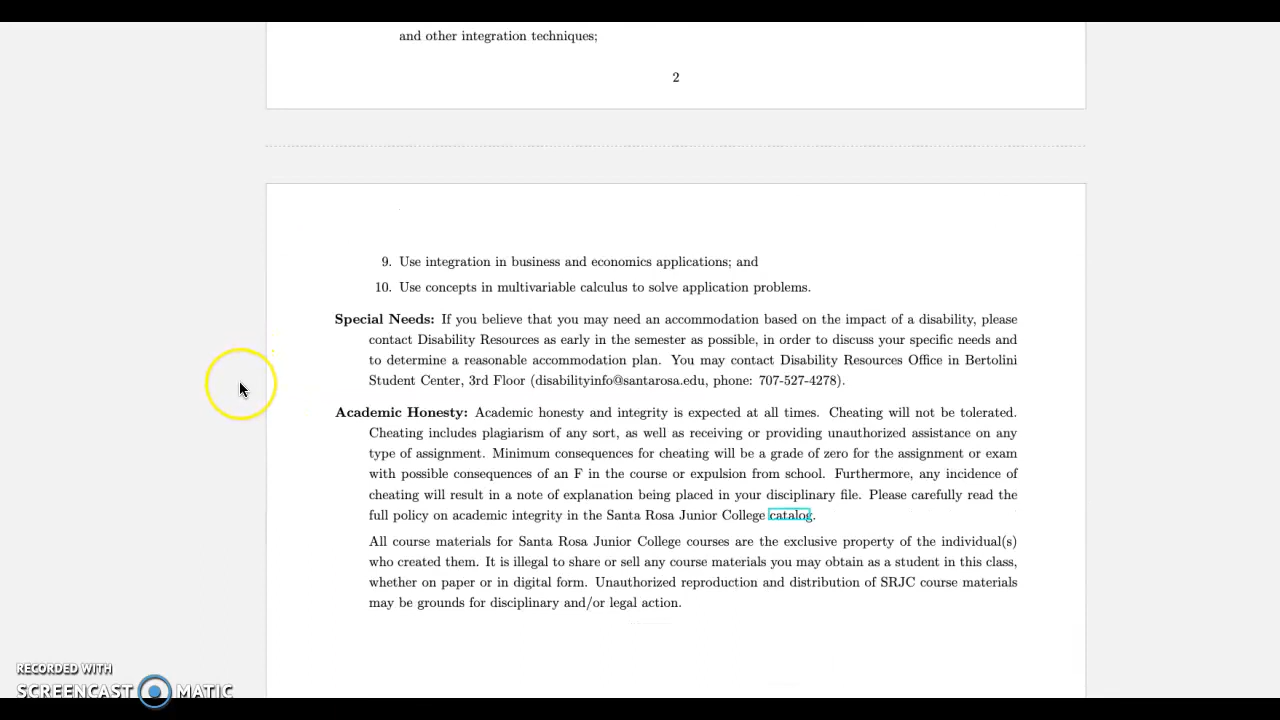 and other integration techniques;
2
9. Use integration in business and economics applications; and
10. Use concepts in multivariable calculus to solve application problems.
Special Needs: If you believe that you may need an accommodation based on the impact of a disability, please
contact Disability Resources as early in the semester as possible, in order to discuss your specific needs and
to determine a reasonable accommodation plan. You may contact Disability Resources Office in Bertolini
Student Center, 3rd Floor (disabilityinfo@santarosa.edu, phone: 707-527-4278).
Academic Honesty: Academic honesty and integrity is expected at all times. Cheating will not be tolerated.
Cheating includes plagiarism of any sort, as well as receiving or providing unauthorized assistance on any
type of assignment. Minimum consequences for cheating will be a grade of zero for the assignment or exam
with possible consequences of an F in the course or expulsion from school. Furthermore, any incidence of
cheating will result in a note of explanation being placed in your disciplinary file. Please carefully read the
full policy on academic integrity in the Santa Rosa Junior College catalog.
All course materials for Santa Rosa Junior College courses are the exclusive property of the individual(s)
who created them. It is illegal to share or sell any course materials you may obtain as a student in this class,
whether on paper or in digital form. Unauthorized reproduction and distribution of SRJC course materials
may be grounds for disciplinary and/or legal action.
RECORDED WITH
SCREENCAST MATIC